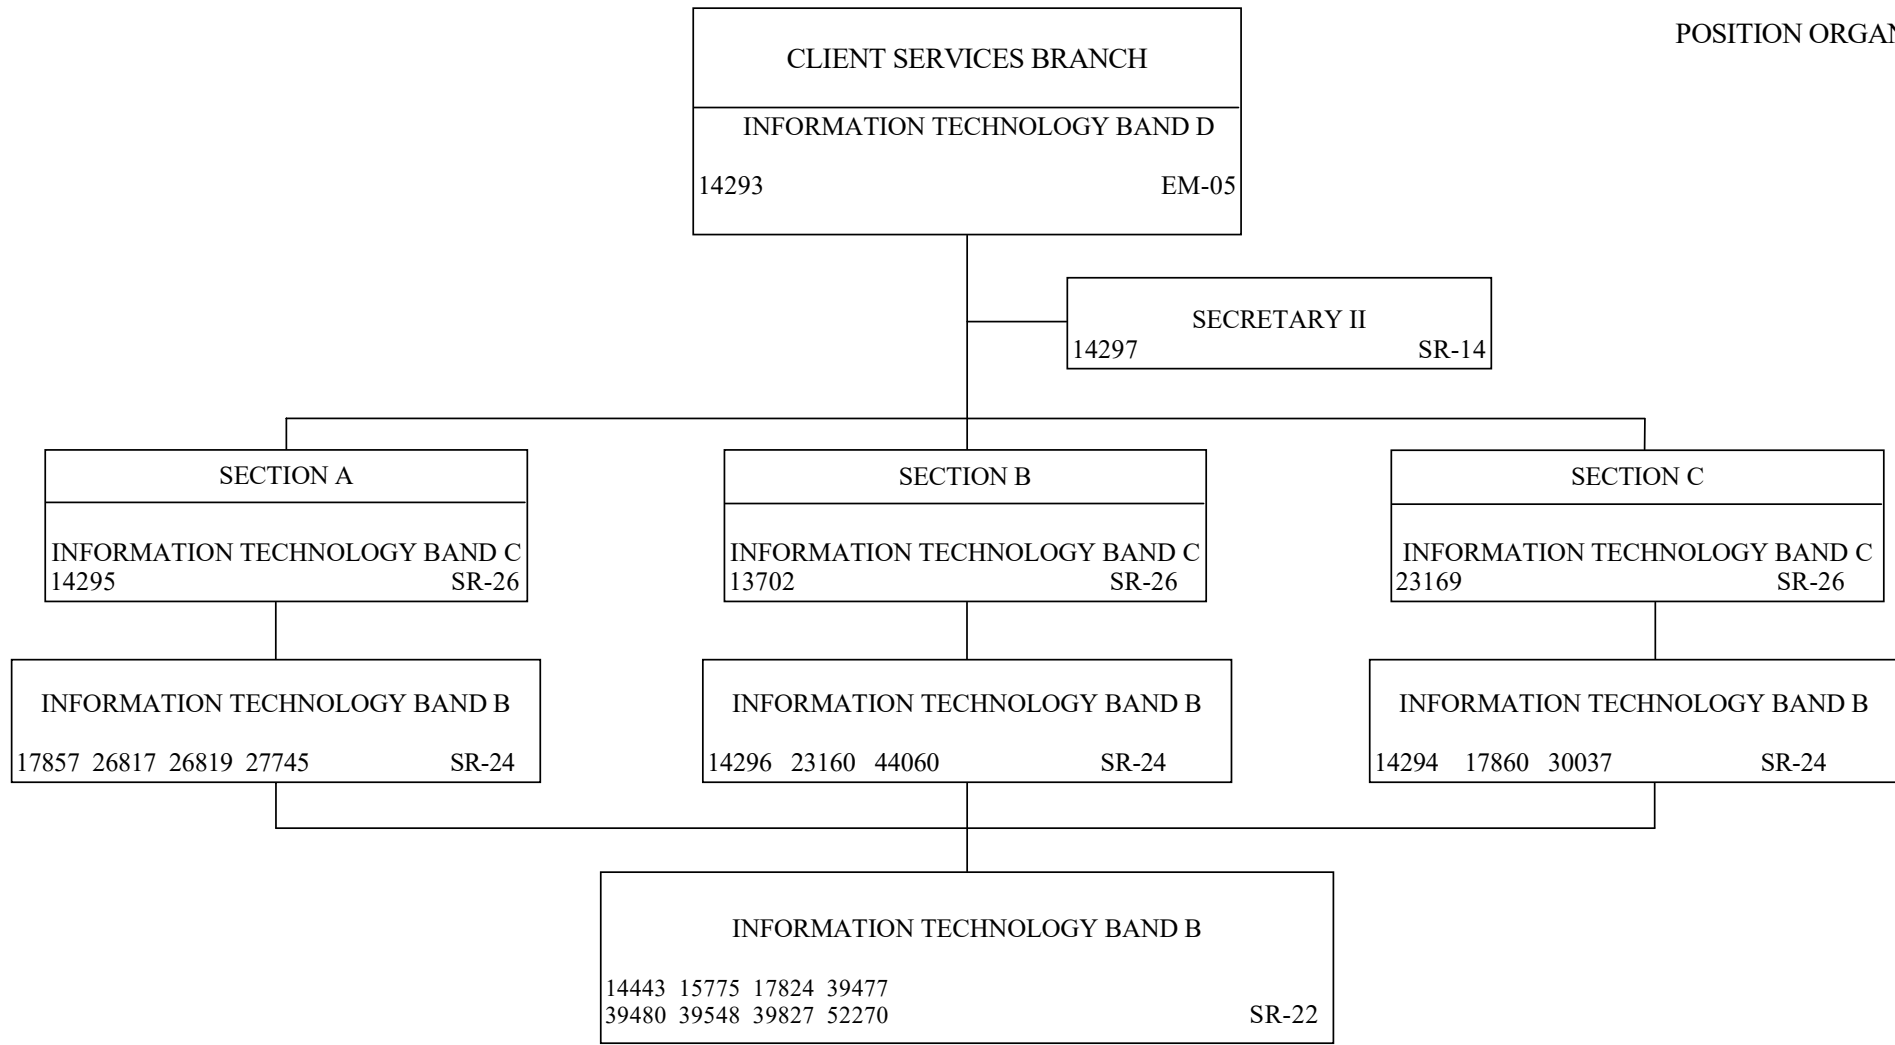 POSITION ORGAN
CLIENT SERVICES BRANCH
INFORMATION TECHNOLOGY BAND D
14293 EM-05
SECRETARY II
14297 SR-14
SECTION A
INFORMATION TECHNOLOGY BAND C
14295 SR-26
SECTION B
INFORMATION TECHNOLOGY BAND C
13702 SR-26
SECTION C
INFORMATION TECHNOLOGY BAND C
23169 SR-26
INFORMATION TECHNOLOGY BAND B
17857 26817 26819 27745 SR-24
INFORMATION TECHNOLOGY BAND B
14296 23160 44060 SR-24
INFORMATION TECHNOLOGY BAND B
14294 17860 30037 SR-24
INFORMATION TECHNOLOGY BAND B
14443 15775 17824 39477
39480 39548 39827 52270 SR-22